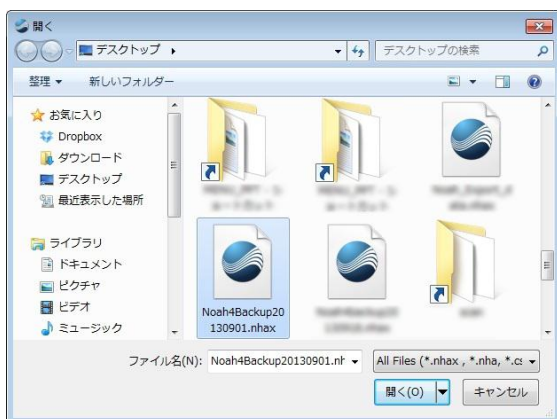 開く
デスクトップ
デスクトップの検索
整理 新しいフォルダー
お気に入り
Dropbox
ダウンロード
デスクトップ
最近表示した場所
ライブラリ
ドキュメント
ピクチャ
ビデオ
ミュージック
Noah4Backup20
130901.nhax
ファイル名(N): Noah4Backup20130901.nh
All Files (*.nhax , *.nha, *.cs
開く(O) キャンセル